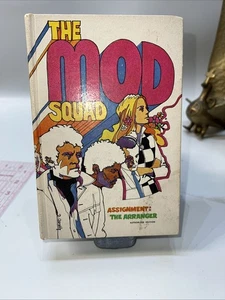 THE
MOD
SQUAD
ASSIGNMENT:
THE ARRANGER